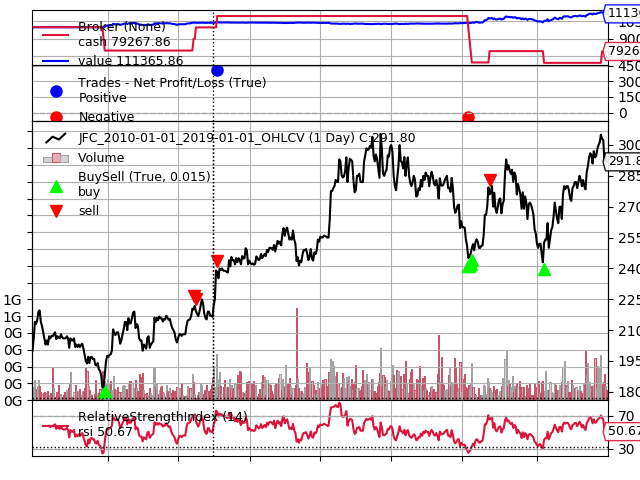 Broker (None)
cash 79267.86
value 111365.86
1113
105
900
7926
Trades - Net Profit/Loss (True)
Positive
Negative
450
300
150
0
JFC_2010-01-01_2019-01-01_OHLCV (1 Day) C:291.80
Volume
BuySell (True, 0.015)
buy
sell
300
291.8
285
270
255
240
225
210
195
180
1G
1G
0G
0G
0G
0G
0G
RelativeStrengthIndex (14)
rsi 50.67
70
50.67
30